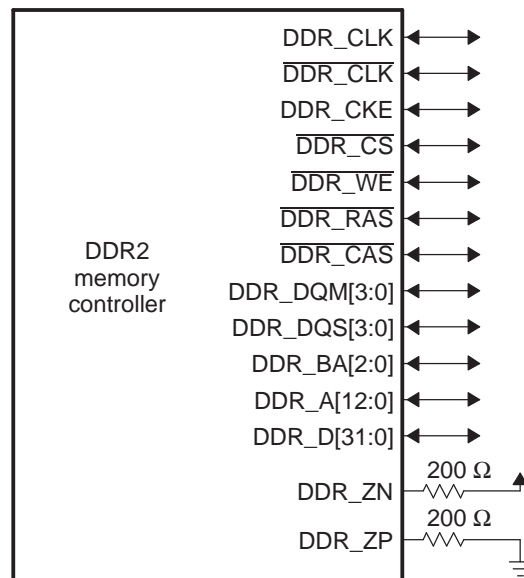 DDR_CLK
DDR_CLK
DDR_CKE
DDR_CS
DDR_WE
DDR_RAS
DDR_CAS
DDR2
memory
controller
DDR_DQM[3:0]
DDR_DQS[3:0]
DDR_BA[2:0]
DDR_A[12:0]
DDR_D[31:0]
200 Ω
DDR_ZN
200 Ω
DDR_ZP